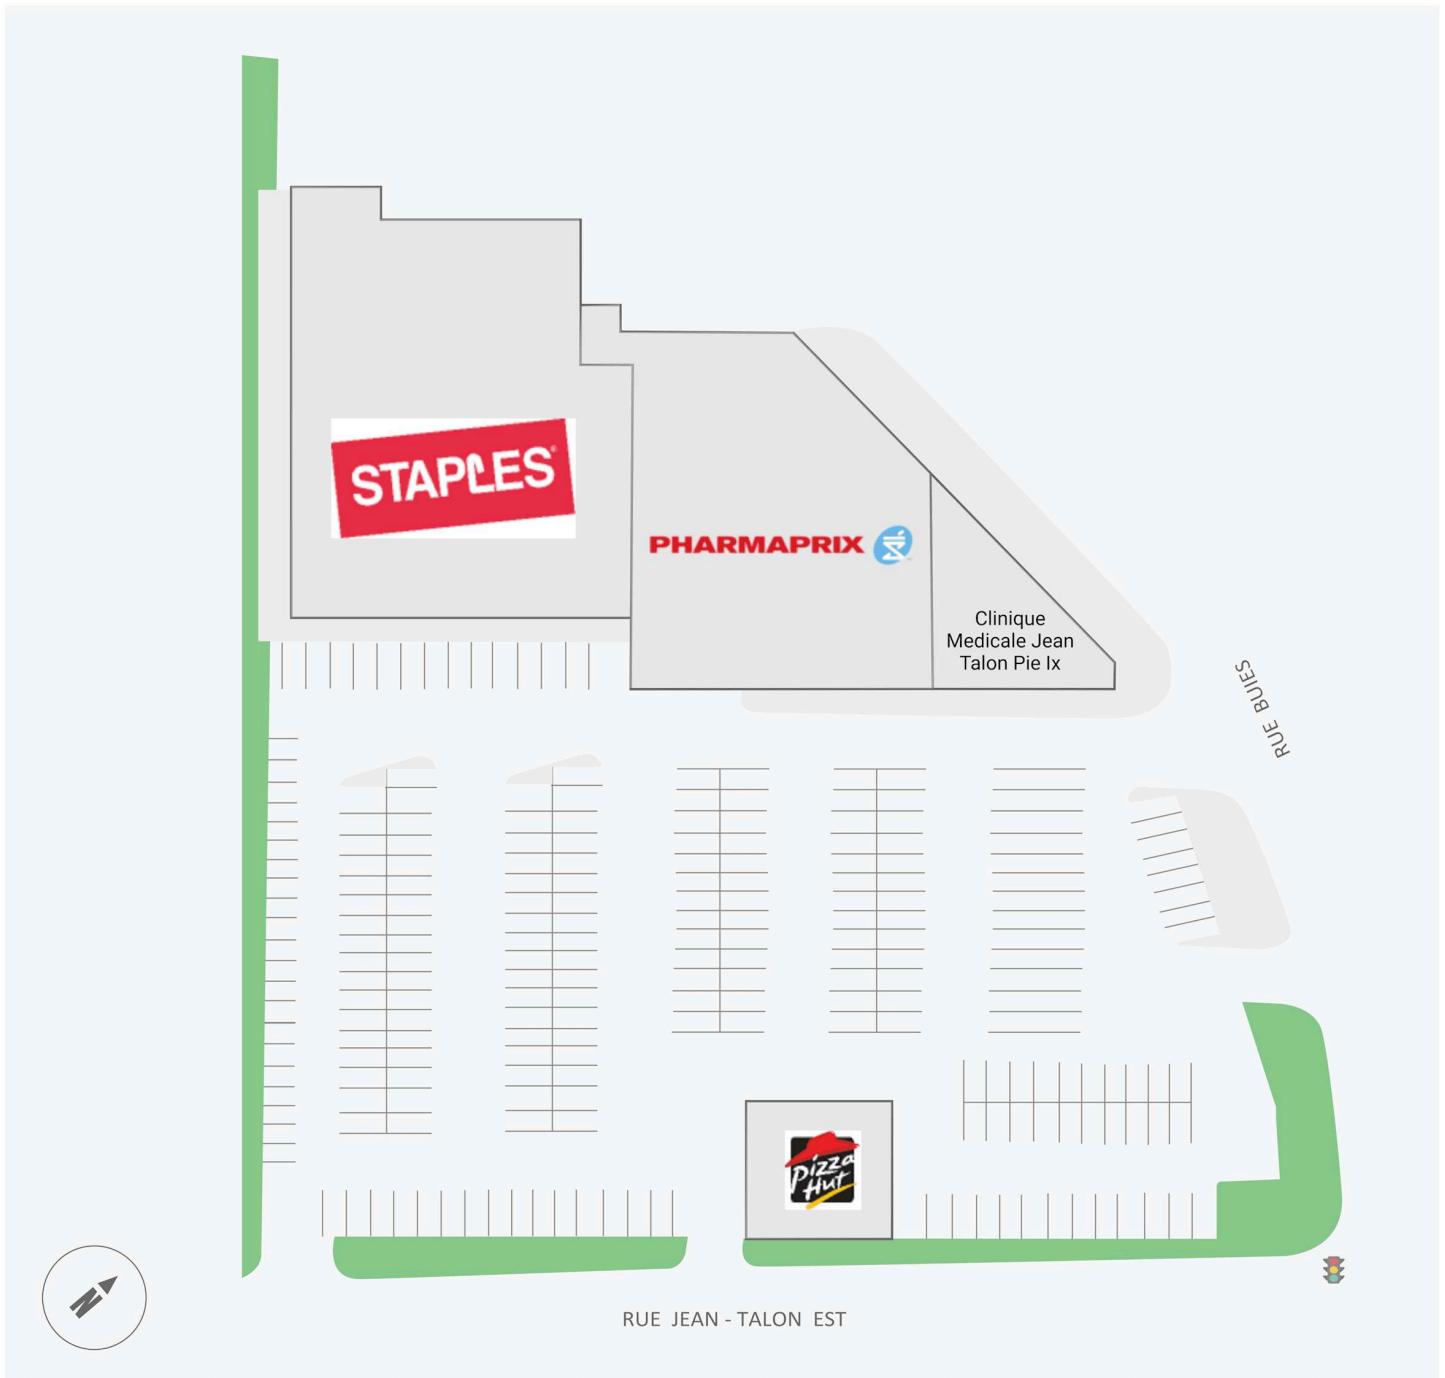 STAPLES
PHARMAPRIX
Clinique
Medicale Jean
Talon Pie Ix
RUE BUIES
Pizza
Hut
N
RUE JEAN - TALON EST